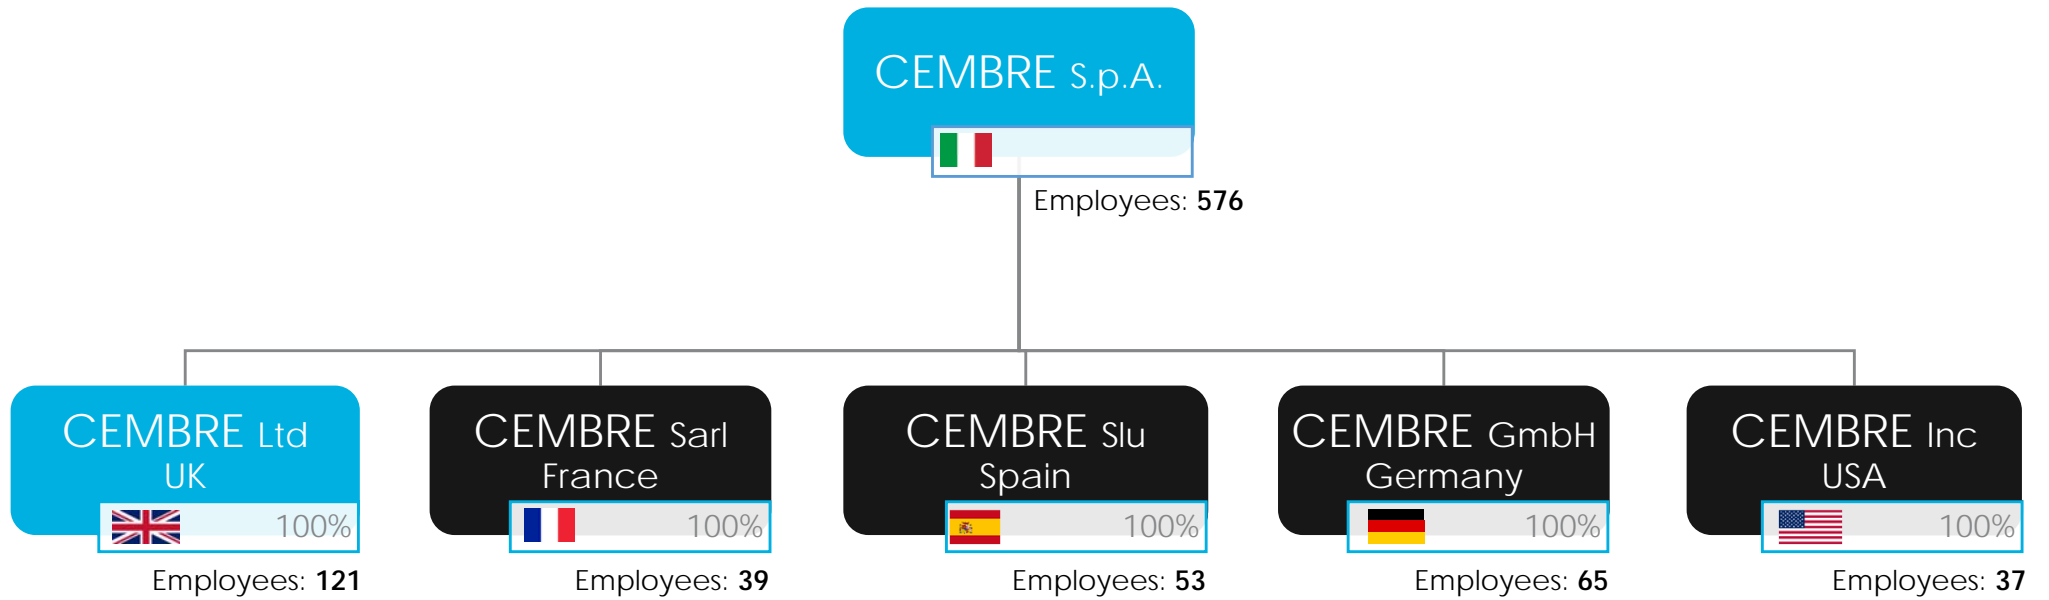 CEMBRE S.p.A.
Employees: 576
CEMBRE Ltd
UK
100%
Employees: 121
CEMBRE Sarl
France
100%
Employees: 39
CEMBRE Slu
Spain
100%
Employees: 53
CEMBRE GmbH
Germany
100%
Employees: 65
CEMBRE Inc
USA
100%
Employees: 37